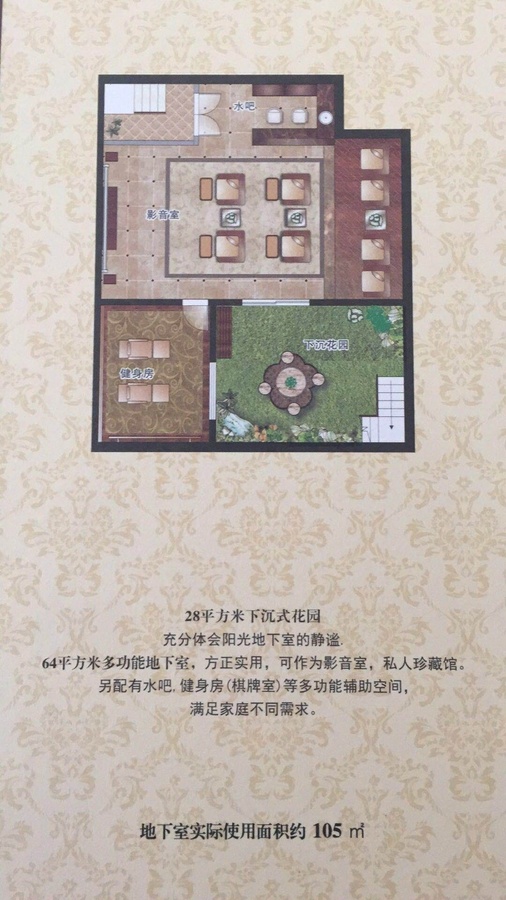 水吧
影音室
下沉花园
健身房
28平方米下沉式花园
充分体会阳光地下室的静谧.
64平方米多功能地下室，方正实用，可作为影音室，私人珍藏馆。
另配有水吧.健身房(棋牌室)等多功能辅助空间，
满足家庭不同需求。
地下室实际使用面积约 105 ㎡